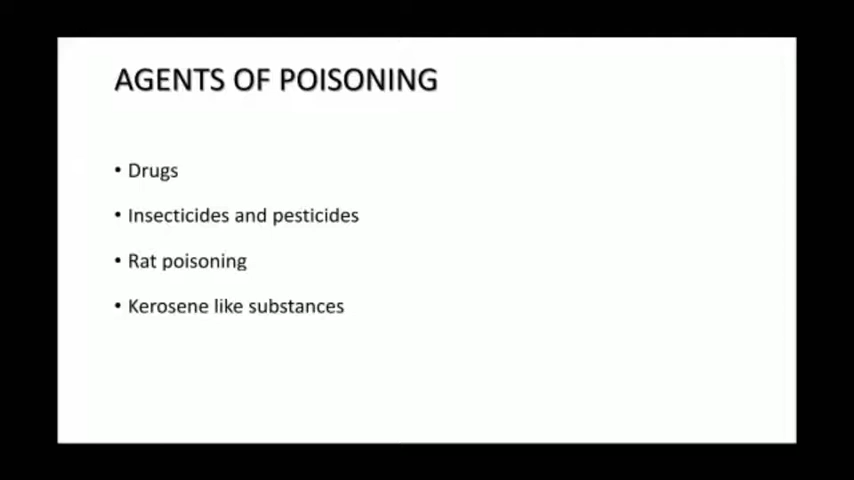 AGENTS OF POISONING
• Drugs
• Insecticides and pesticides
• Rat poisoning
• Kerosene like substances